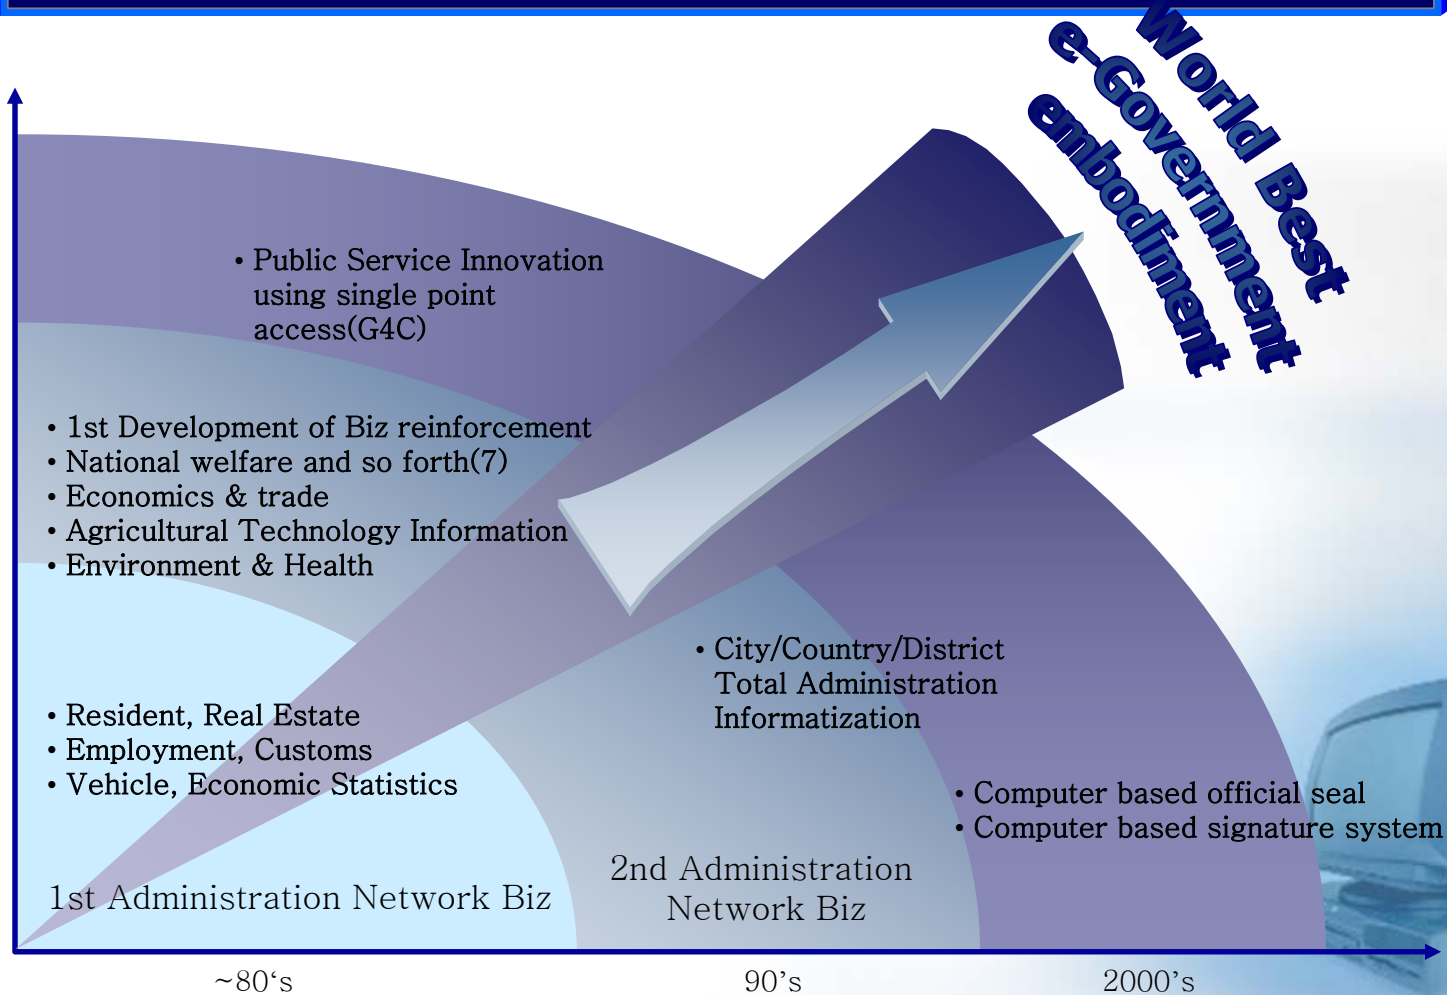 World Best
e-Government
embodiment
• Public Service Innovation
using single point
access(G4C)
• 1st Development of Biz reinforcement
• National welfare and so forth(7)
• Economics & trade
• Agricultural Technology Information
• Environment & Health
• City/Country/District
Total Administration
Informatization
• Resident, Real Estate
• Employment, Customs
• Vehicle, Economic Statistics
• Computer based official seal
• Computer based signature system
1st Administration Network Biz
2nd Administration
Network Biz
~80‘s
90’s
2000’s